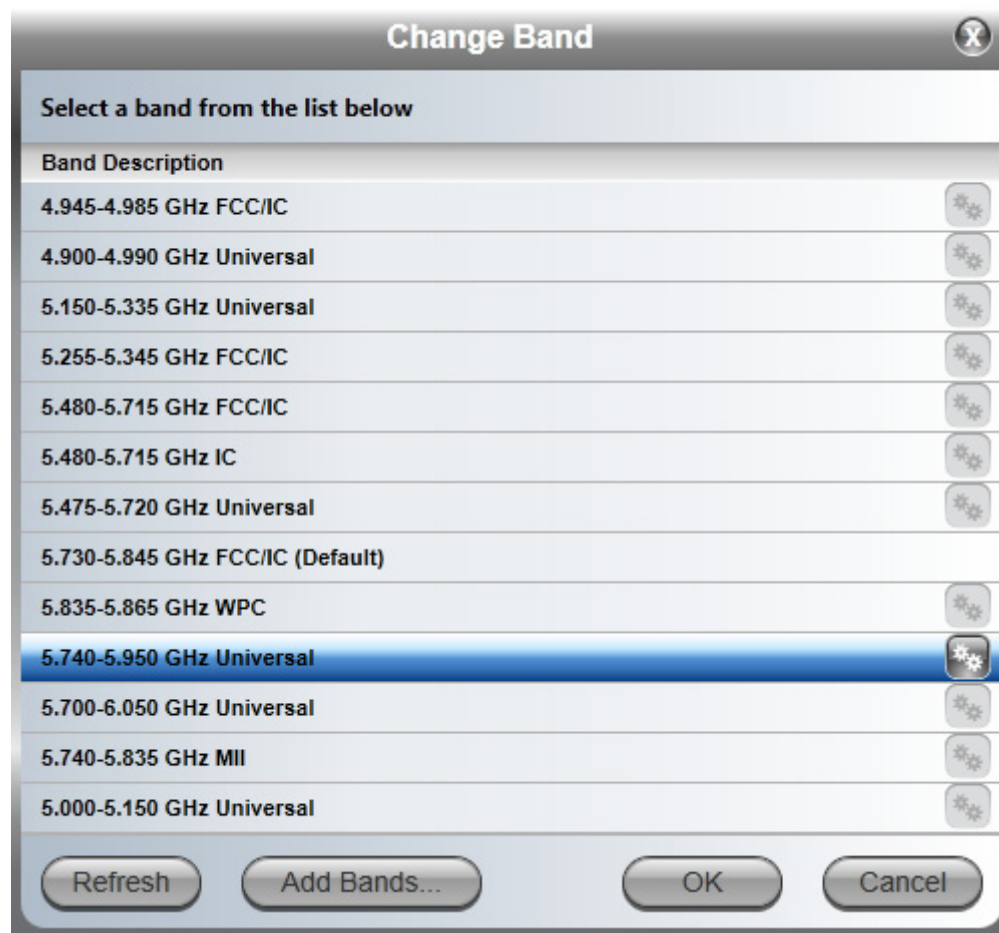 Change Band
X
Select a band from the list below
Band Description
4.945-4.985 GHz FCC/IC
4.900-4.990 GHz Universal
5.150-5.335 GHz Universal
5.255-5.345 GHz FCC/IC
5.480-5.715 GHz FCC/IC
5.480-5.715 GHz IC
5.475-5.720 GHz Universal
5.730-5.845 GHz FCC/IC (Default)
5.835-5.865 GHz WPC
5.740-5.950 GHz Universal
5.700-6.050 GHz Universal
5.740-5.835 GHz MII
5.000-5.150 GHz Universal
Refresh Add Bands... OK Cancel